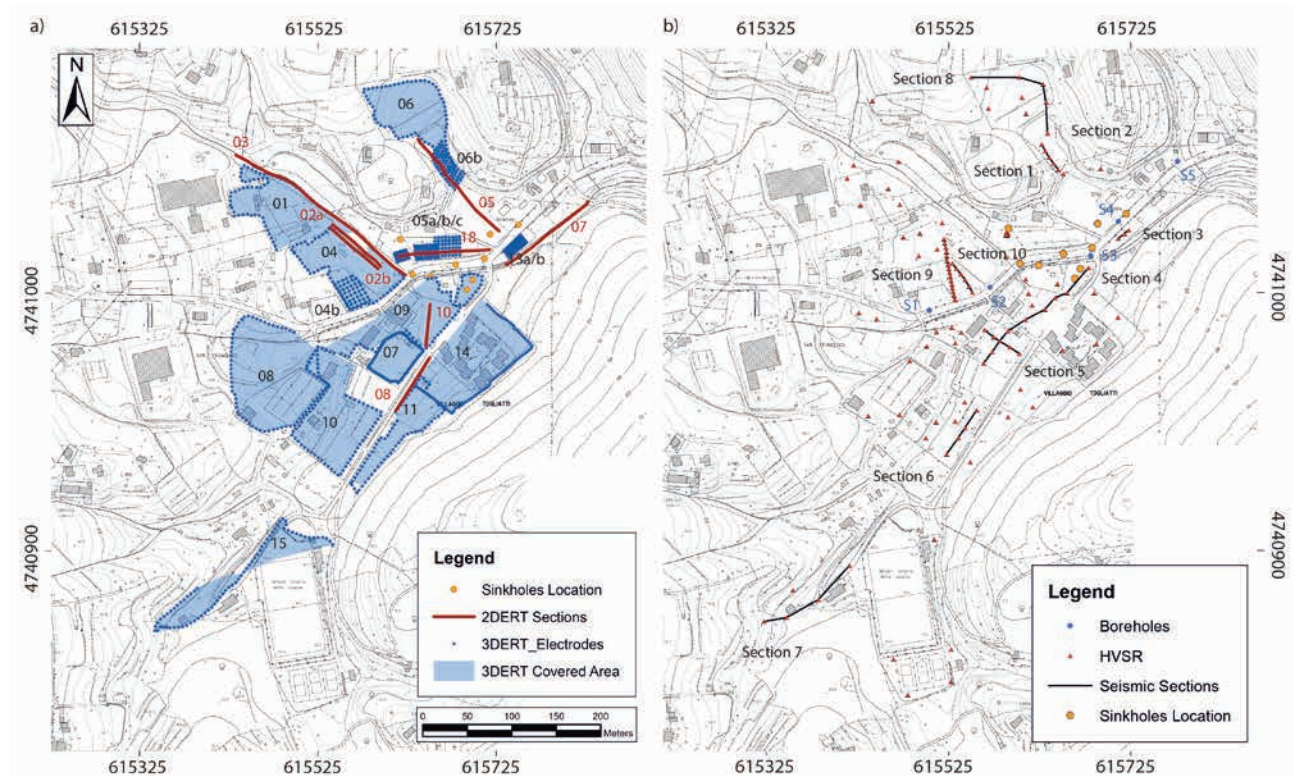 a)
615325
615525
615725
b)
615325
615525
615725
N
06
Section 8
03
06b
Section 2
01
Section 1
S5
02a
05a/b/c
05
S4
07
18
04
Section 10
Section 3
02b
S3
Section 9
Section 4
4741000
04b
09
10
S1
S2
4741000
07
14
08
08
Section 5
VILLAGGIO
TOGLIATTI
VILLAGGIO
TOGLIATTI
10
11
Section 6
15
4740900
4740900
Section 7
Legend
Sinkholes Location
2DERT Sections
3DERT_Electrodes
3DERT Covered Area
0 50 100 150 200
Meters
Legend
Boreholes
HVSR
Seismic Sections
Sinkholes Location
615325
615525
615725
615325
615525
615725